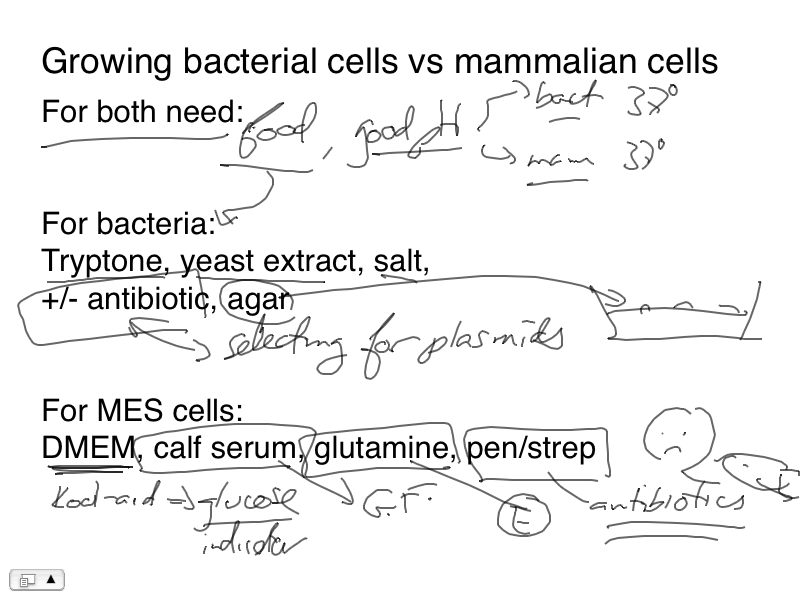 Growing bacterial cells vs mammalian cells
For both need: food, good pH
bact 37°
mam 37°
For bacteria:
Tryptone, yeast extract, salt,
+/- antibiotic, agar
selecting for plasmids
For MES cells:
DMEM, calf serum, glutamine, pen/strep
Kool-aid ⇒ glucose
indicator
G.F.
E
antibiotics